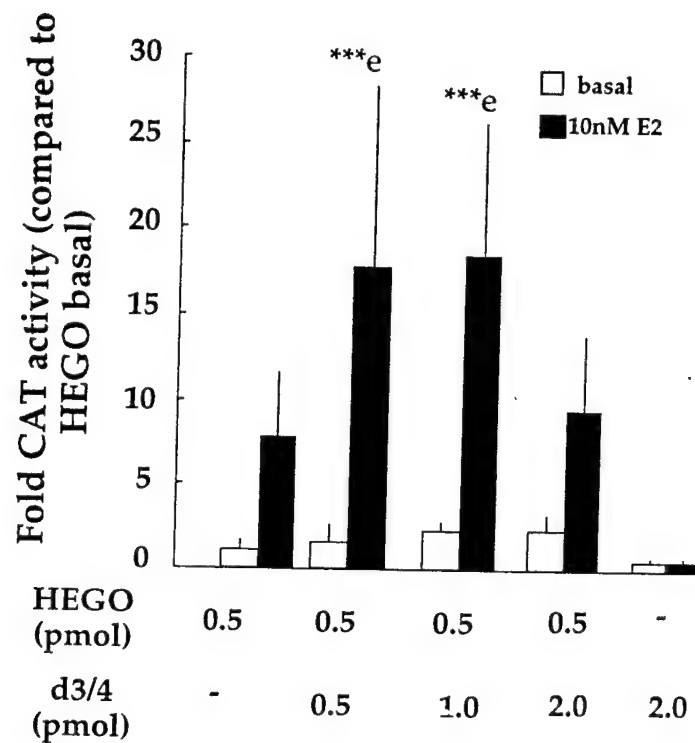 Fold CAT activity (compared to
HEGO basal)
30
25
20
15
10
5
0
***e
***e
basal
10nM E2
HEGO
(pmol)
0.5 0.5 0.5 0.5 -
d3/4
(pmol)
- 0.5 1.0 2.0 2.0